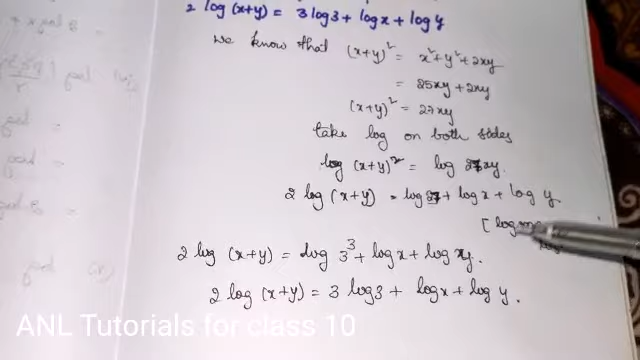 2 log (x+y) = 3 log 3 + log x + log y
We know that (x+y)² = x² + y² + 2xy
= 25xy + 2xy
(x+y)² = 27xy
take log on both sides
log (x+y)² = log 27xy.
2 log (x+y) = log 27 + log x + log y
[ log m
2 log (x+y) = log 3³ + log x + log y.
2 log (x+y) = 3 log 3 + log x + log y.
ANL Tutorials for class 10